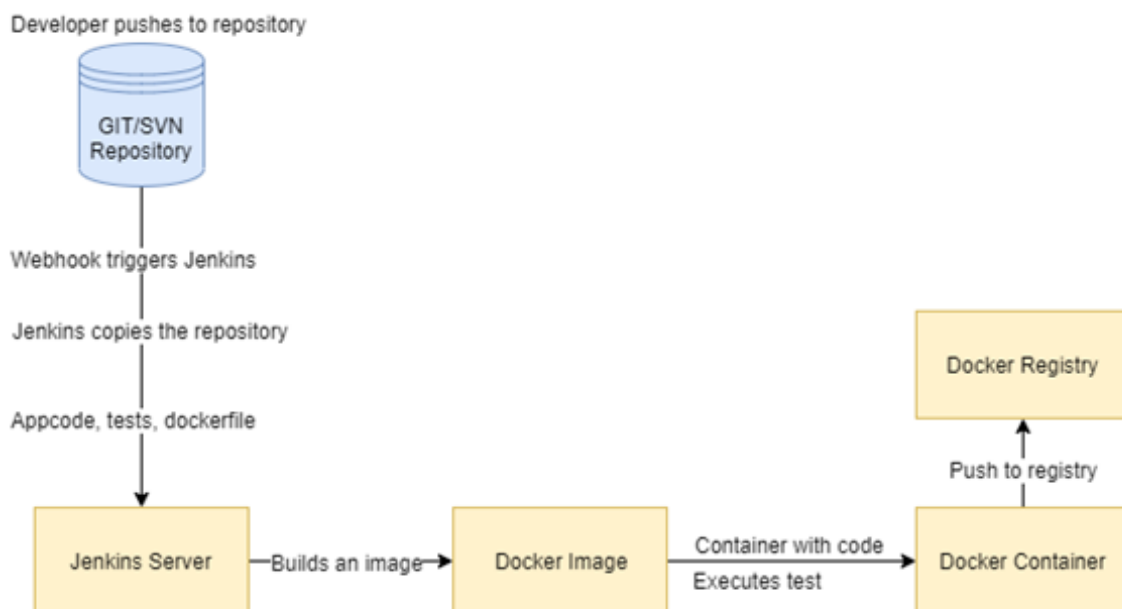 Developer pushes to repository
GIT/SVN
Repository
Webhook triggers Jenkins
Jenkins copies the repository
Appcode, tests, dockerfile
Jenkins Server
Builds an image
Docker Image
Container with code
Executes test
Docker Container
Push to registry
Docker Registry